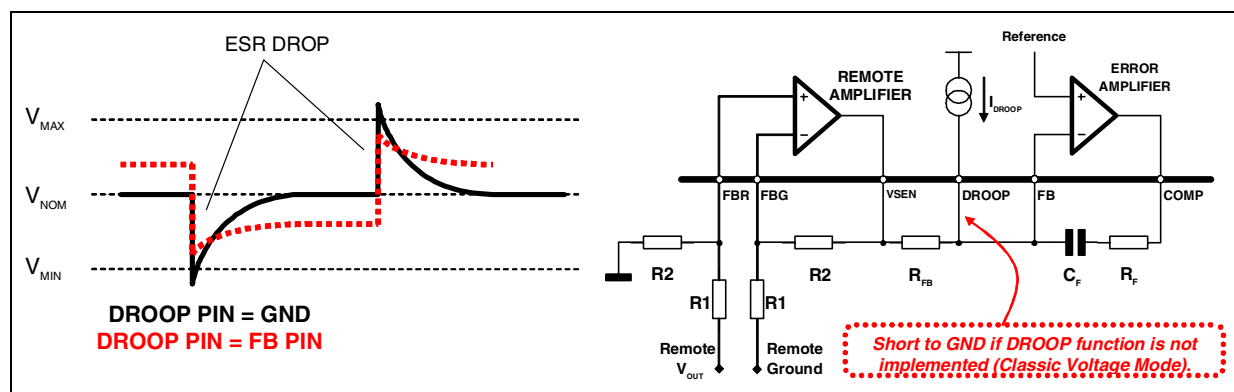 ESR DROP
VMAX
VNOM
VMIN
DROPP PIN = GND
DROOP PIN = FB PIN
Reference
REMOTE
AMPLIFIER
ERROR
AMPLIFIER
IDROOP
+
−
+
−
FBR
FBG
VSEN
DROOP
FB
COMP
R2
R2
RFB
CF
RF
R1
R1
Remote
VOUT
Remote
Ground
Short to GND if DROOP function is not
implemented (Classic Voltage Mode).